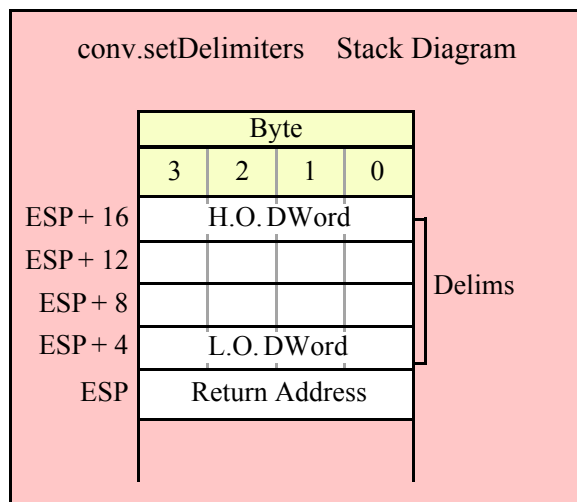 conv.setDelimiters Stack Diagram
Byte
3 2 1 0
ESP + 16 H.O. DWord
ESP + 12
ESP + 8
Delims
ESP + 4 L.O. DWord
ESP Return Address